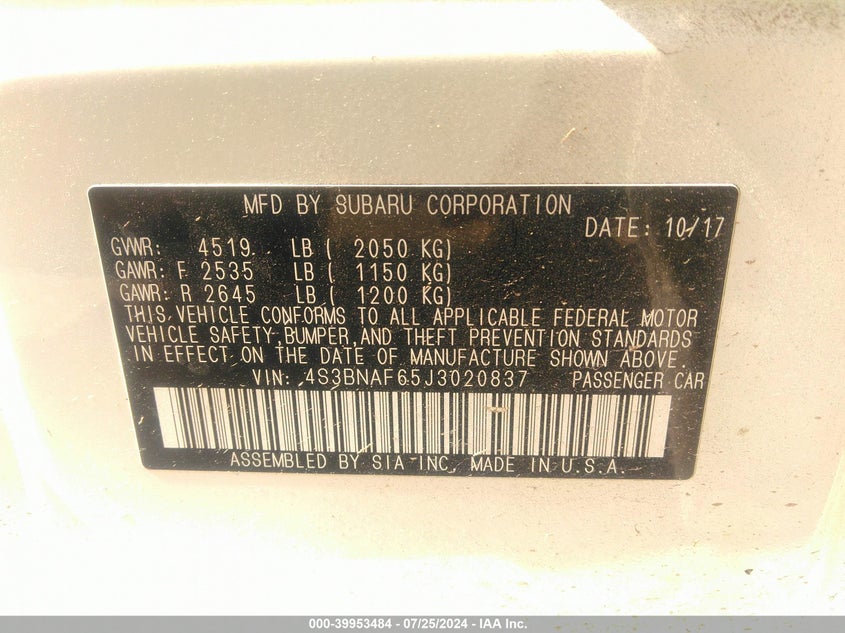 MFD BY SUBARU CORPORATION
DATE: 10/17
GVWR: 4519 LB ( 2050 KG)
GAWR: F 2535 LB ( 1150 KG)
GAWR: R 2645 LB ( 1200 KG)
THIS VEHICLE CONFORMS TO ALL APPLICABLE FEDERAL MOTOR
VEHICLE SAFETY, BUMPER, AND THEFT PREVENTION STANDARDS
IN EFFECT ON THE DATE OF MANUFACTURE SHOWN ABOVE.
VIN: 4S3BNAF65J3020837 PASSENGER CAR
ASSEMBLED BY SIA INC. MADE IN U.S.A.
000-39953484 - 07/25/2024 - IAA Inc.